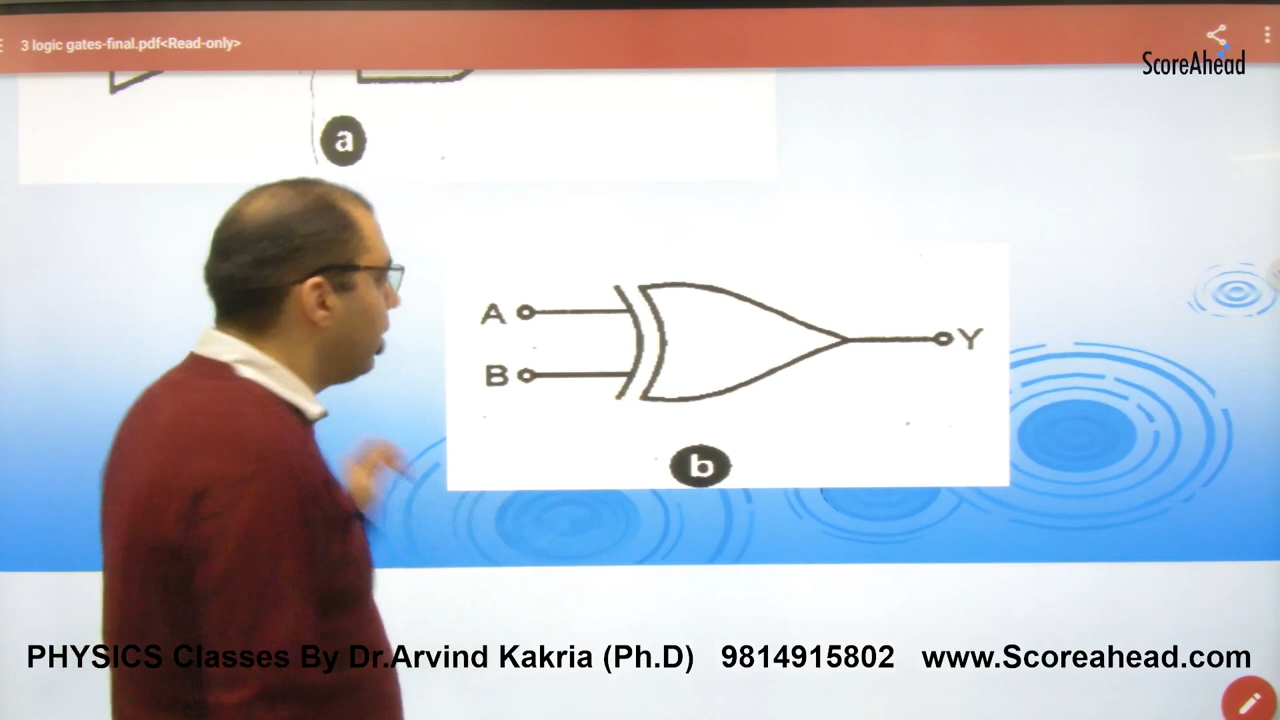 3 logic gates-final.pdf<Read-only>
ScoreAhead
a
A
B
Y
b
PHYSICS Classes By Dr.Arvind Kakria (Ph.D) 9814915802 www.Scoreahead.com